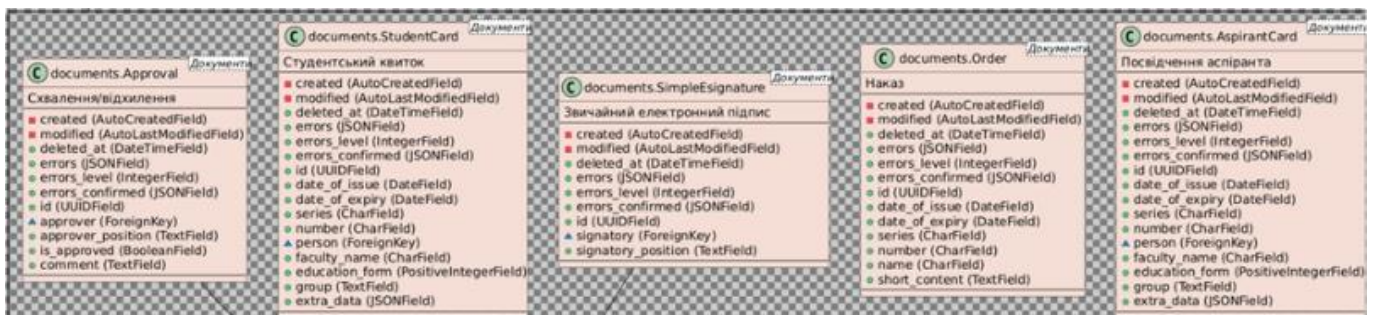 Документи
C documents.Approval
Схвалення/відхилення
created (AutoCreatedField)
modified (AutoLastModifiedField)
deleted_at (DateTimeField)
errors (JSONField)
errors_level (IntegerField)
errors_confirmed (JSONField)
id (UUIDField)
approver (ForeignKey)
approver_position (TextField)
is_approved (BooleanField)
comment (TextField)
Документи
C documents.StudentCard
Студентський квиток
created (AutoCreatedField)
modified (AutoLastModifiedField)
deleted_at (DateTimeField)
errors (JSONField)
errors_level (IntegerField)
errors_confirmed (JSONField)
id (UUIDField)
date_of_issue (DateField)
date_of_expiry (DateField)
series (CharField)
number (CharField)
person (ForeignKey)
faculty_name (CharField)
education_form (PositiveIntegerField)
group (TextField)
extra_data (JSONField)
Документи
C documents.SimpleEsignature
Звичайний електронний підпис
created (AutoCreatedField)
modified (AutoLastModifiedField)
deleted_at (DateTimeField)
errors (JSONField)
errors_level (IntegerField)
errors_confirmed (JSONField)
id (UUIDField)
signatory (ForeignKey)
signatory_position (TextField)
Документи
C documents.Order
Наказ
created (AutoCreatedField)
modified (AutoLastModifiedField)
deleted_at (DateTimeField)
errors (JSONField)
errors_level (IntegerField)
errors_confirmed (JSONField)
id (UUIDField)
date_of_issue (DateField)
date_of_expiry (DateField)
series (CharField)
number (CharField)
name (CharField)
short_content (TextField)
Документи
C documents.AspirantCard
Посвідчення аспіранта
created (AutoCreatedField)
modified (AutoLastModifiedField)
deleted_at (DateTimeField)
errors (JSONField)
errors_level (IntegerField)
errors_confirmed (JSONField)
id (UUIDField)
date_of_issue (DateField)
date_of_expiry (DateField)
series (CharField)
number (CharField)
person (ForeignKey)
faculty_name (CharField)
education_form (PositiveIntegerField)
group (TextField)
extra_data (JSONField)